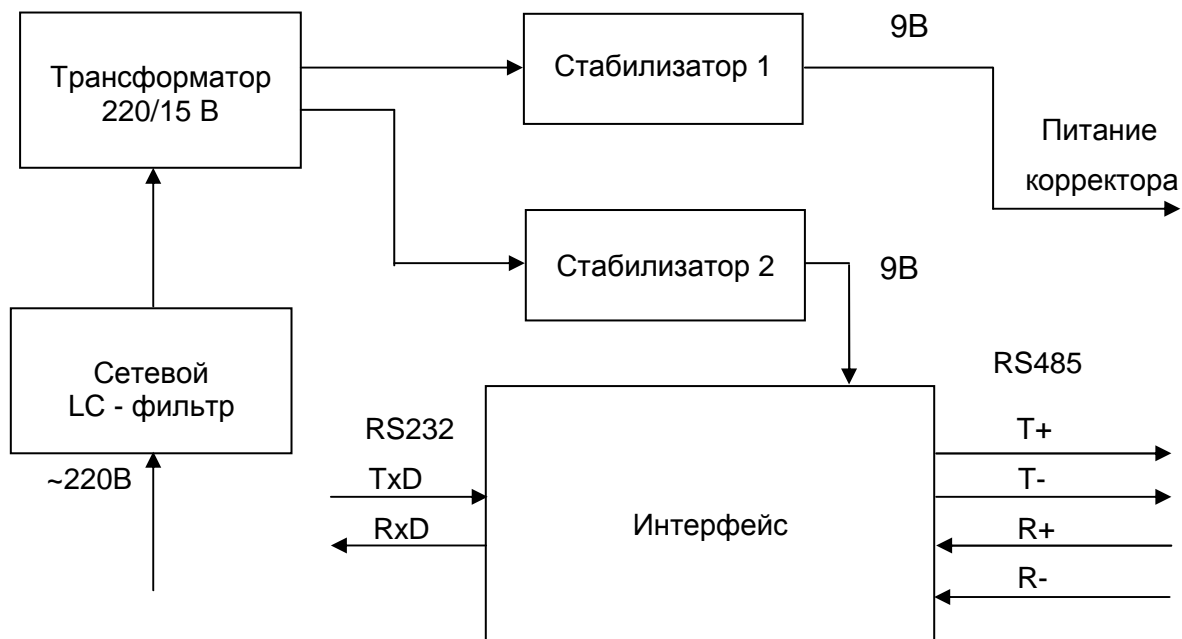 9В
Трансформатор
220/15 В
Стабилизатор 1
Питание
корректора
Стабилизатор 2
9В
Сетевой
LC - фильтр
~220В
RS232
TxD
RxD
Интерфейс
RS485
T+
T-
R+
R-